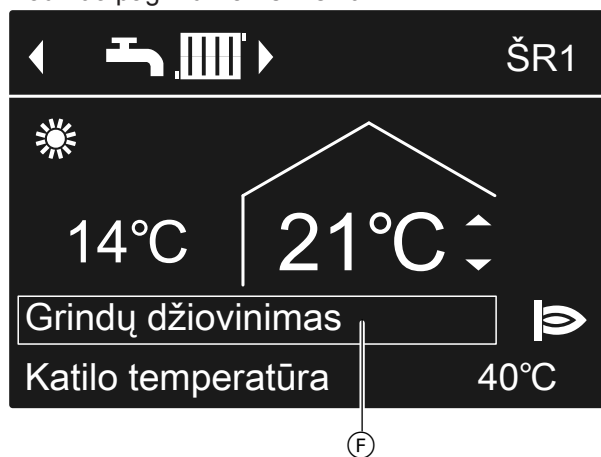 ŠR1
14°C 21°C
Grindų džiovinimas
Katilo temperatūra 40°C
F